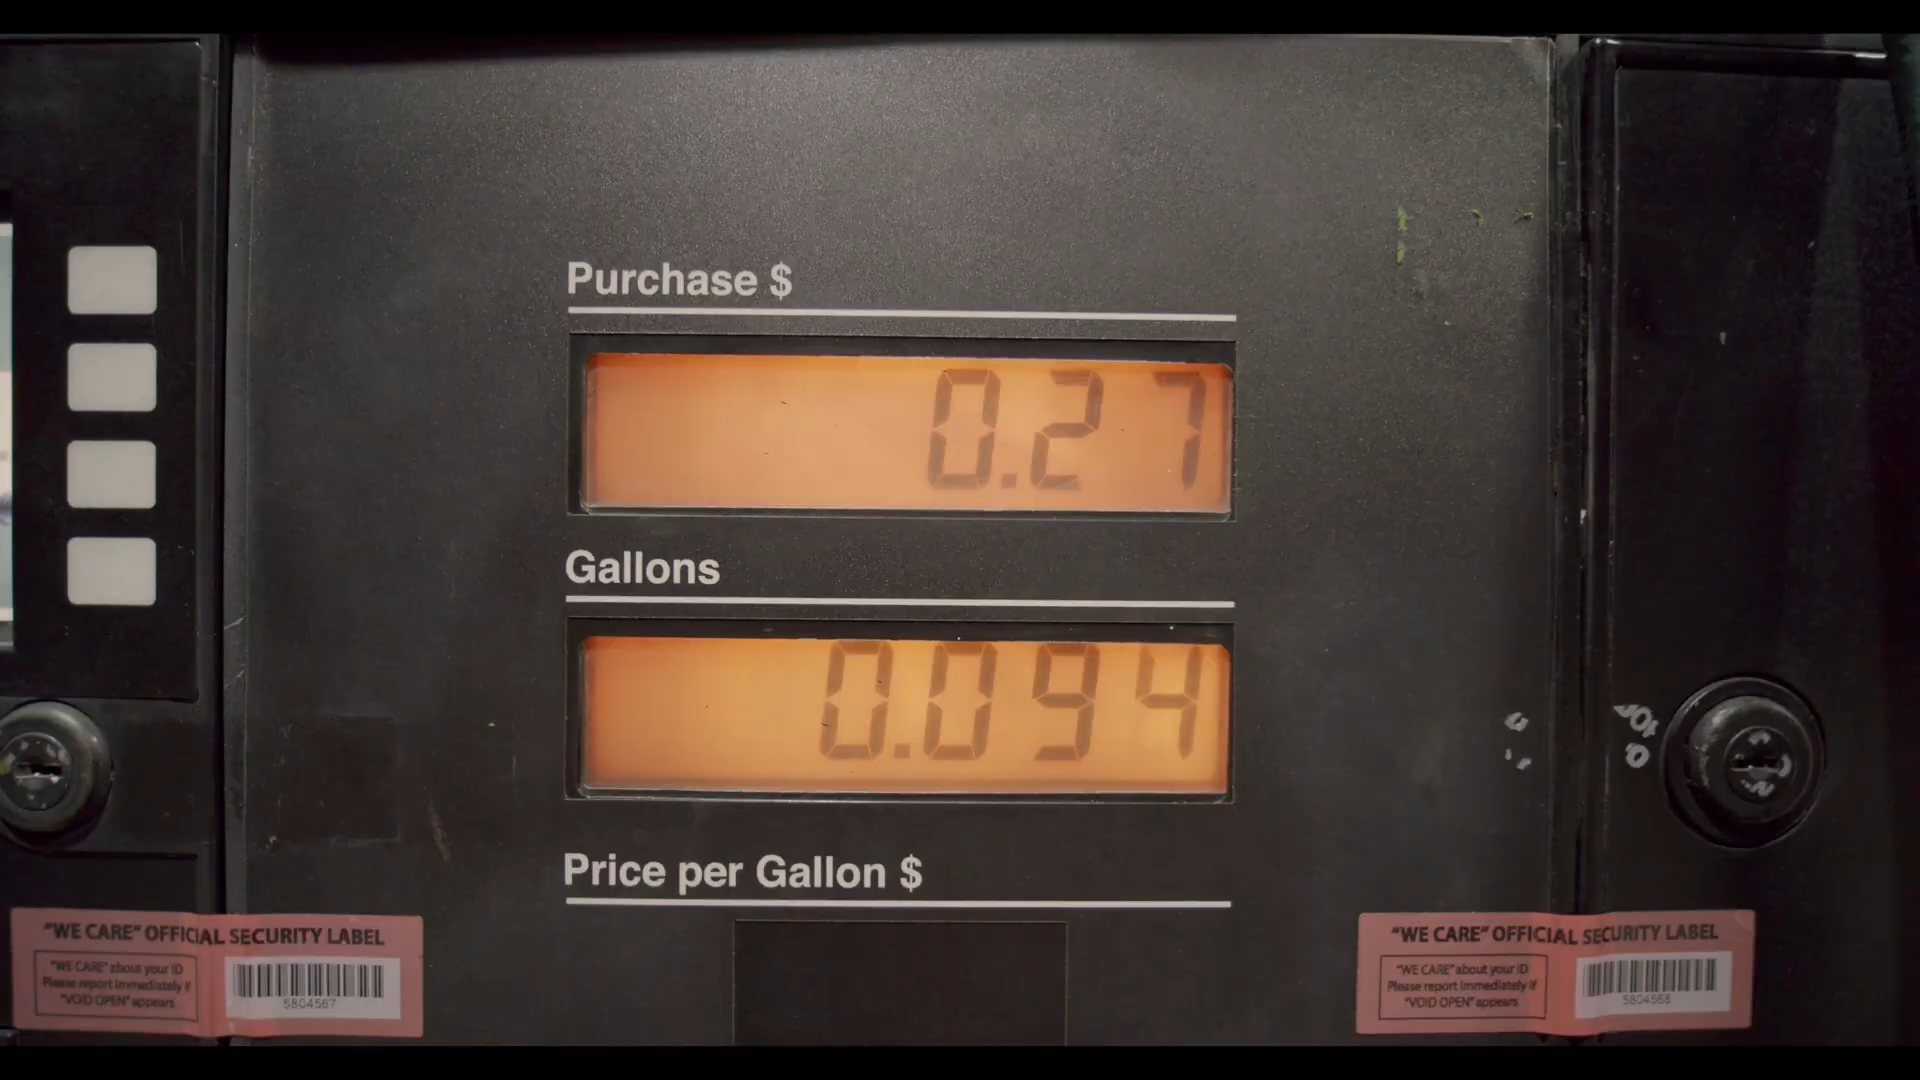 Purchase $
0.27
Gallons
0.094
Price per Gallon $
"WE CARE" OFFICIAL SECURITY LABEL
"WE CARE" about your ID
Please report immediately if
"VOID OPEN" appears
5804567
"WE CARE" OFFICIAL SECURITY LABEL
"WE CARE" about your ID
Please report immediately if
"VOID OPEN" appears
5804568